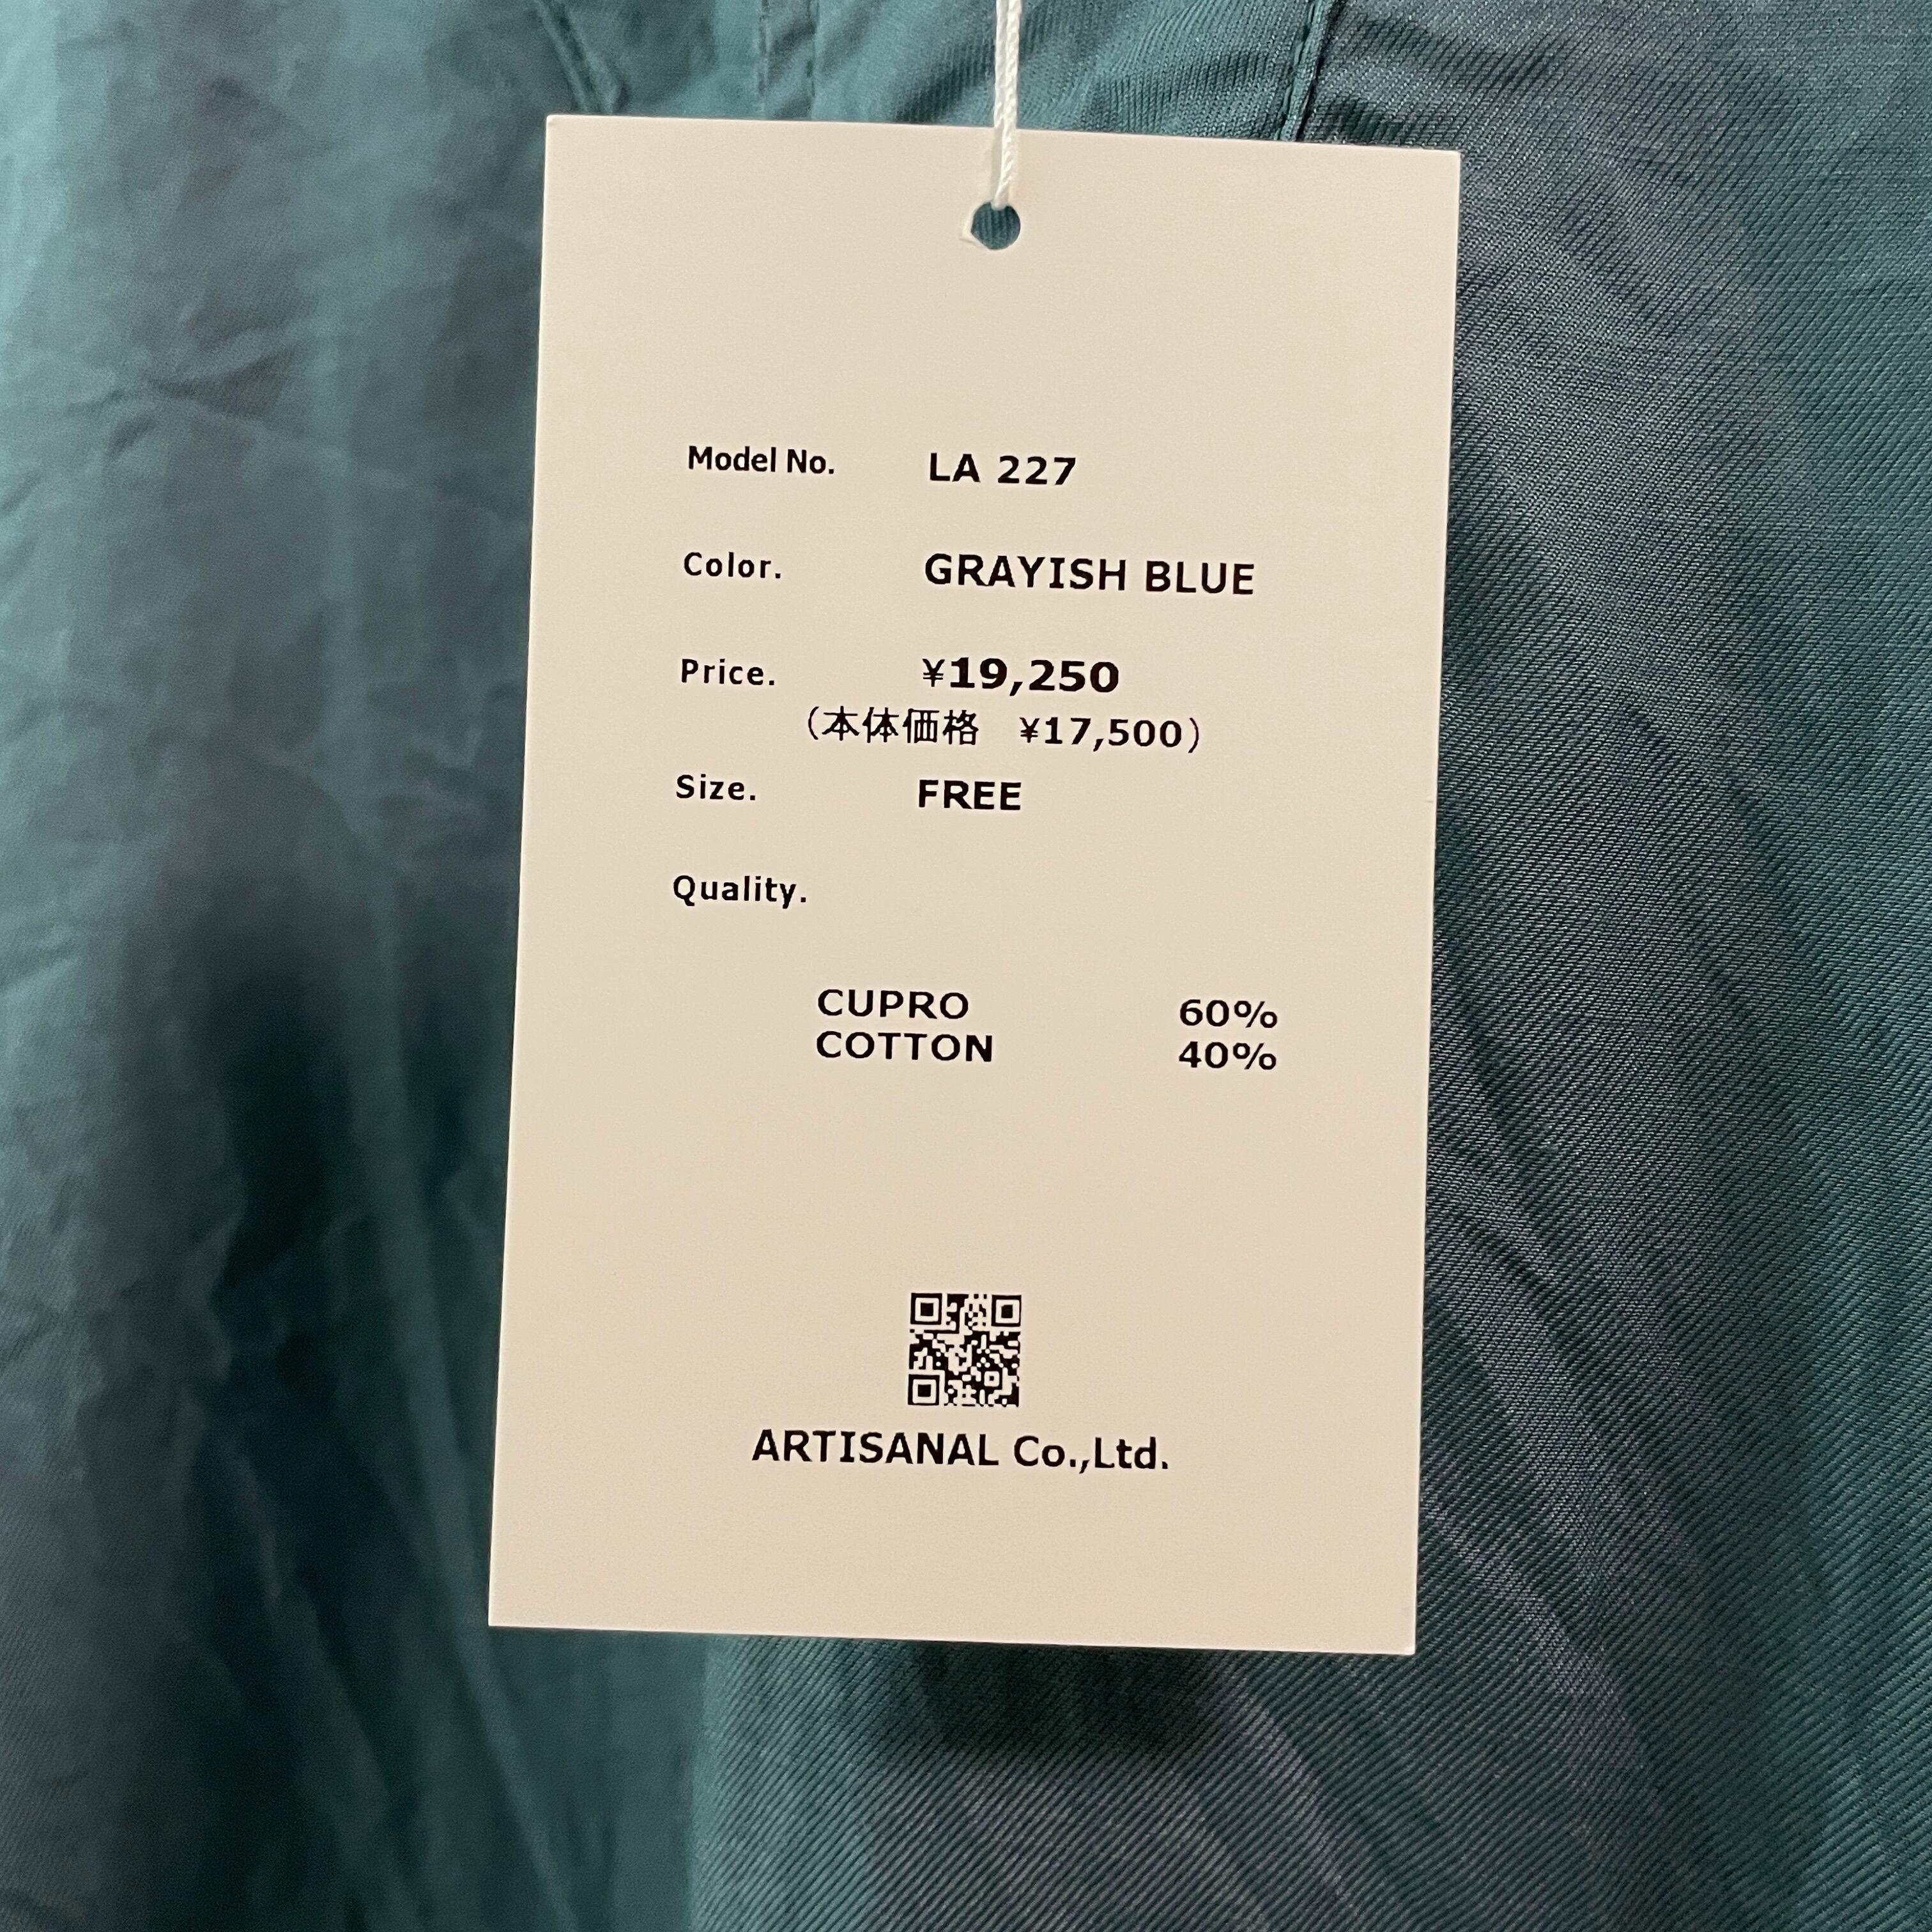 Model No. LA 227
Color. GRAYISH BLUE
Price. ¥19,250
(本体価格 ¥17,500)
Size. FREE
Quality.
CUPRO 60%
COTTON 40%
ARTISANAL Co.,Ltd.